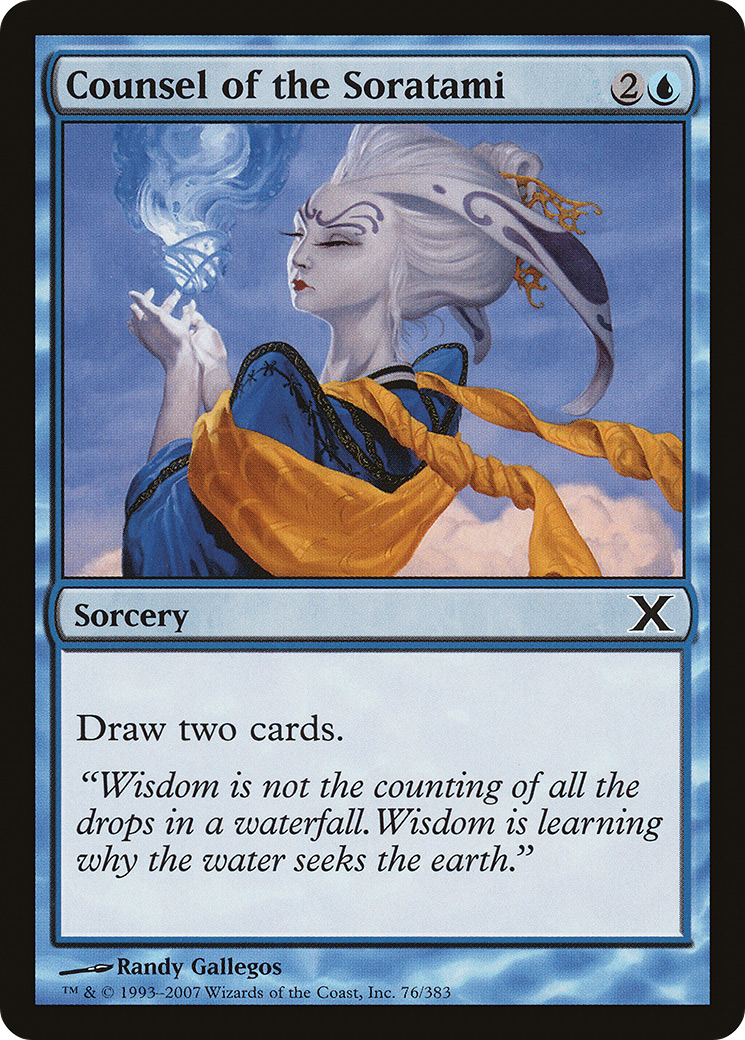 Counsel of the Soratami 2
Sorcery X
Draw two cards.
“Wisdom is not the counting of all the
drops in a waterfall. Wisdom is learning
why the water seeks the earth.”
Randy Gallegos
™ & © 1993–2007 Wizards of the Coast, Inc. 76/383